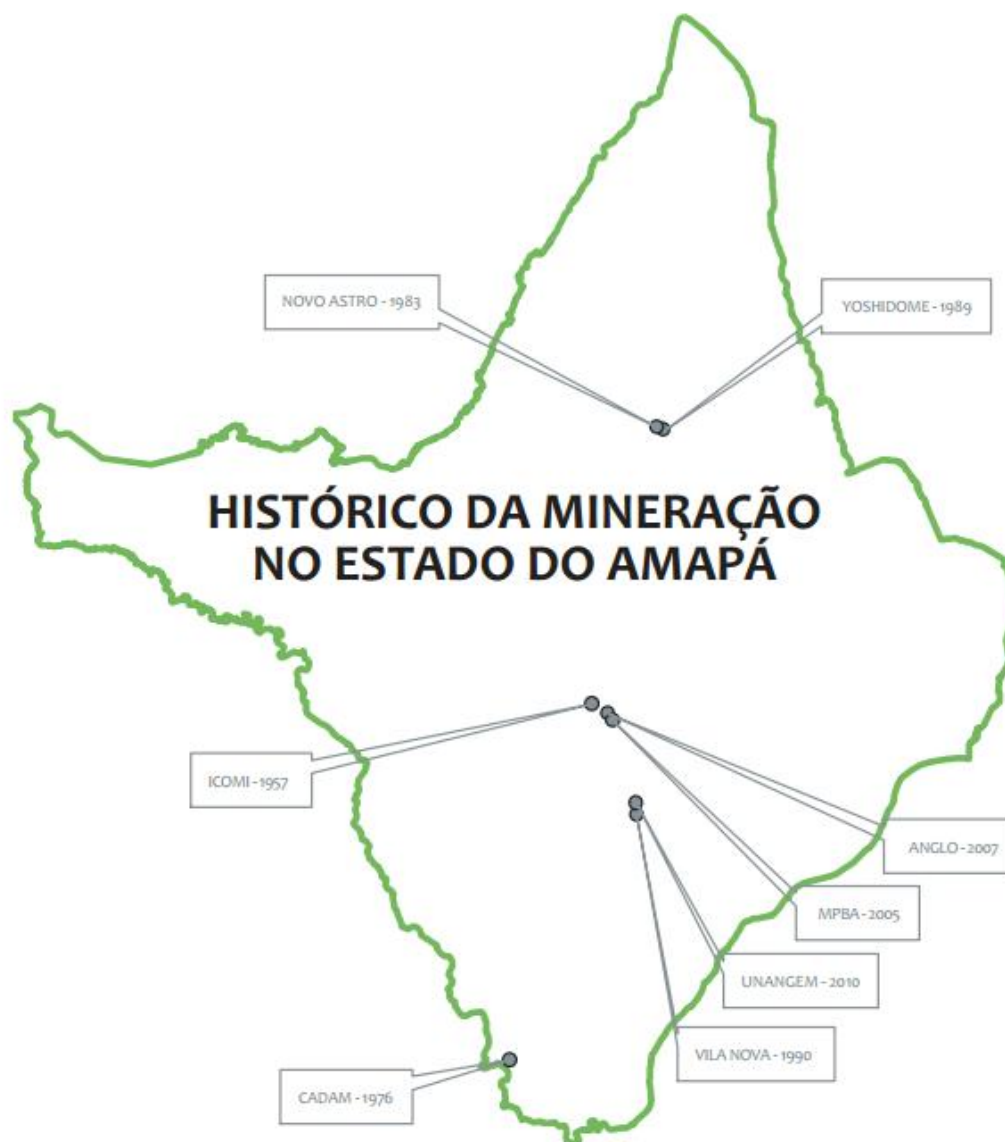 NOVO ASTRO - 1983
YOSHIDOME - 1989
HISTÓRICO DA MINERAÇÃO
NO ESTADO DO AMAPÁ
ICOMI - 1957
ANGLO - 2007
MPBA - 2005
UNANGEM - 2010
VILA NOVA - 1990
CADAM - 1976